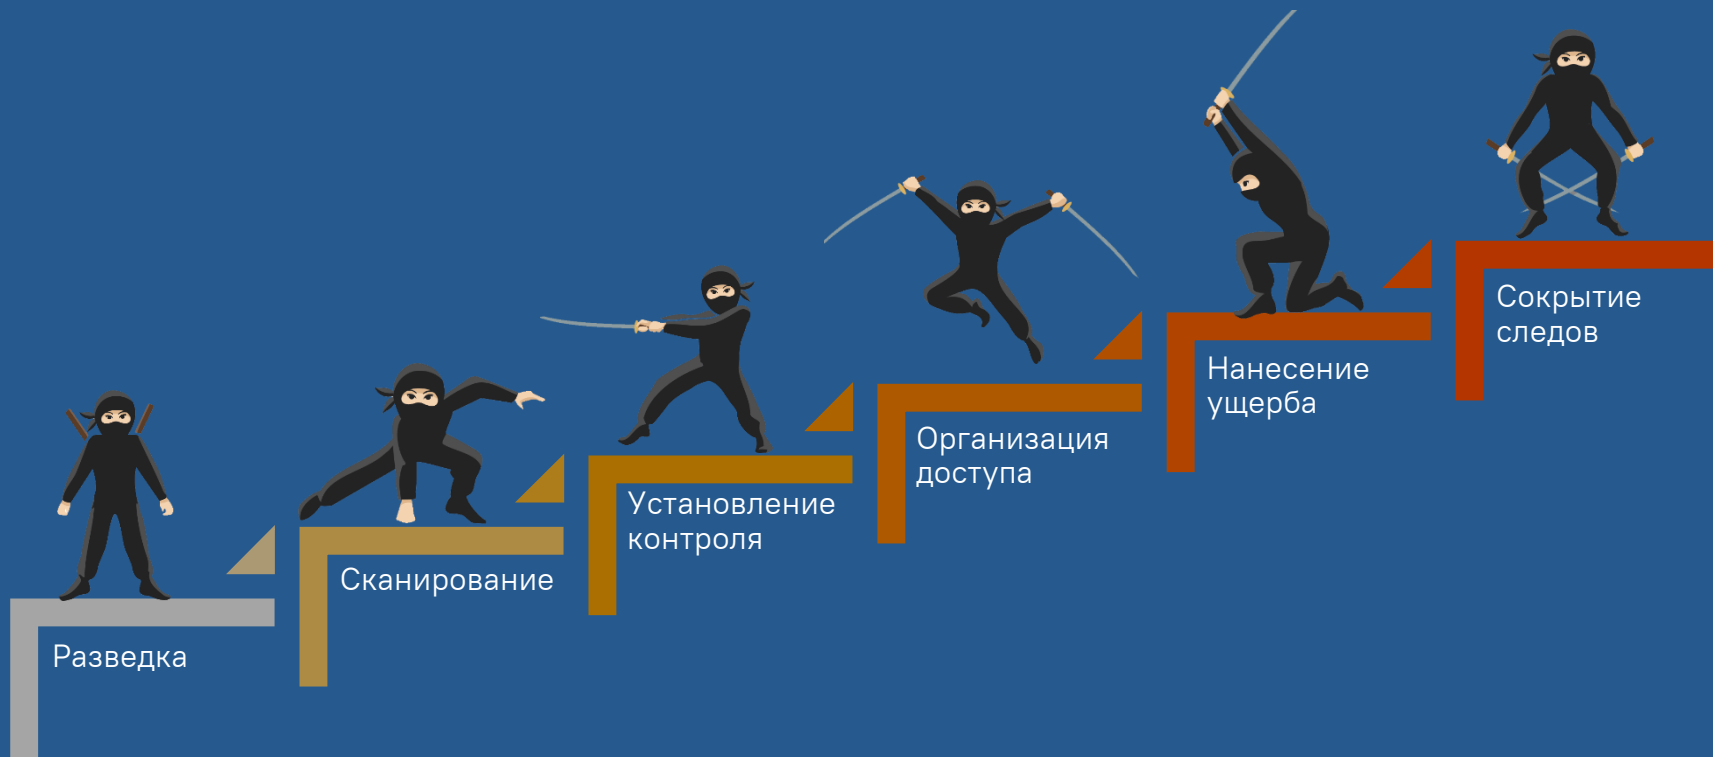 Разведка
Сканирование
Установление
контроля
Организация
доступа
Нанесение
ущерба
Сокрытие
следов